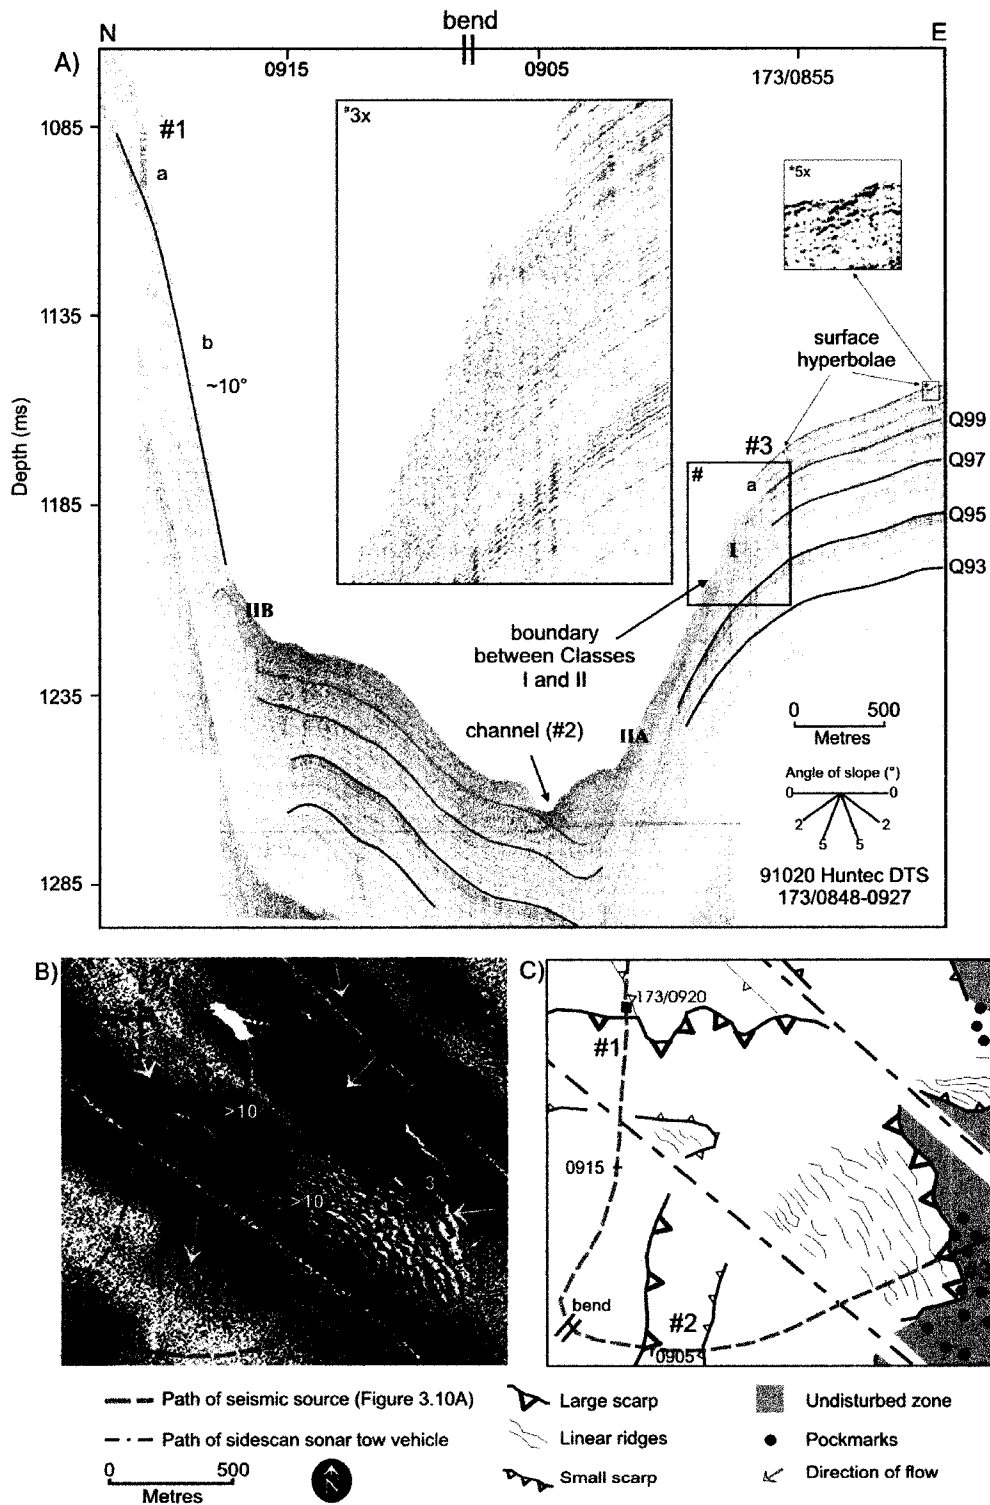 N
bend
E
A)
0915
0905
173/0855
1085
1135
1185
1235
1285
Depth (ms)
#1
a
b
~10°
#3x
*5x
surface
hyperbolae
#3
#
a
I
Q99
Q97
Q95
Q93
IIB
boundary
between Classes
I and II
channel (#2)
IIA
0 500
Metres
Angle of slope (°)
0 0
2 2
5 5
91020 Huntec DTS
173/0848-0927
B)
>10
>10
3
C)
173/0920
#1
0915
bend
#2
0905
Path of seismic source (Figure 3.10A)
Path of sidescan sonar tow vehicle
0 500
Metres
N
Large scarp
Linear ridges
Small scarp
Undisturbed zone
Pockmarks
Direction of flow